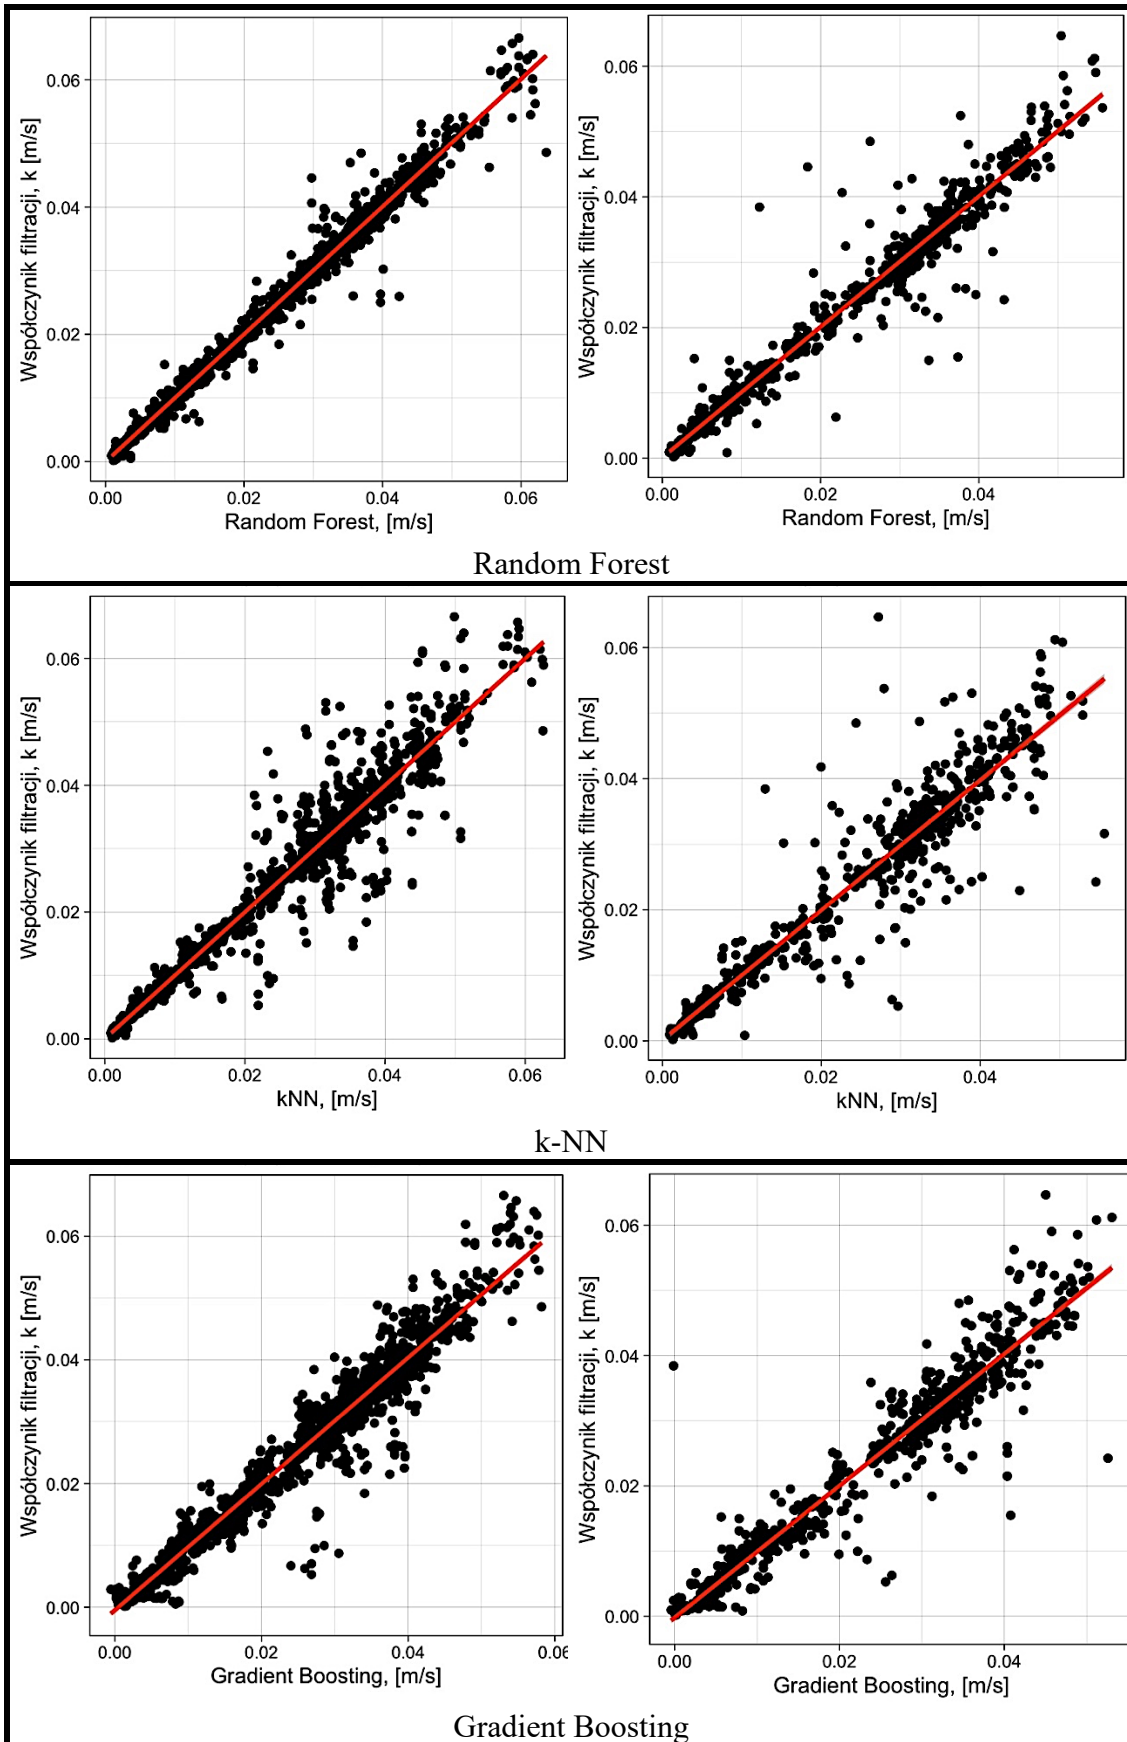 Współczynnik filtracji, k [m/s]
0.06
0.04
0.02
0.00
0.00 0.02 0.04 0.06
Random Forest, [m/s]
Współczynnik filtracji, k [m/s]
0.06
0.04
0.02
0.00
0.00 0.02 0.04
Random Forest, [m/s]
Random Forest
Współczynnik filtracji, k [m/s]
0.06
0.04
0.02
0.00
0.00 0.02 0.04 0.06
kNN, [m/s]
Współczynnik filtracji, k [m/s]
0.06
0.04
0.02
0.00
0.00 0.02 0.04
kNN, [m/s]
k-NN
Współczynnik filtracji, k [m/s]
0.06
0.04
0.02
0.00
0.00 0.02 0.04 0.06
Gradient Boosting, [m/s]
Współczynnik filtracji, k [m/s]
0.06
0.04
0.02
0.00
0.00 0.02 0.04
Gradient Boosting, [m/s]
Gradient Boosting